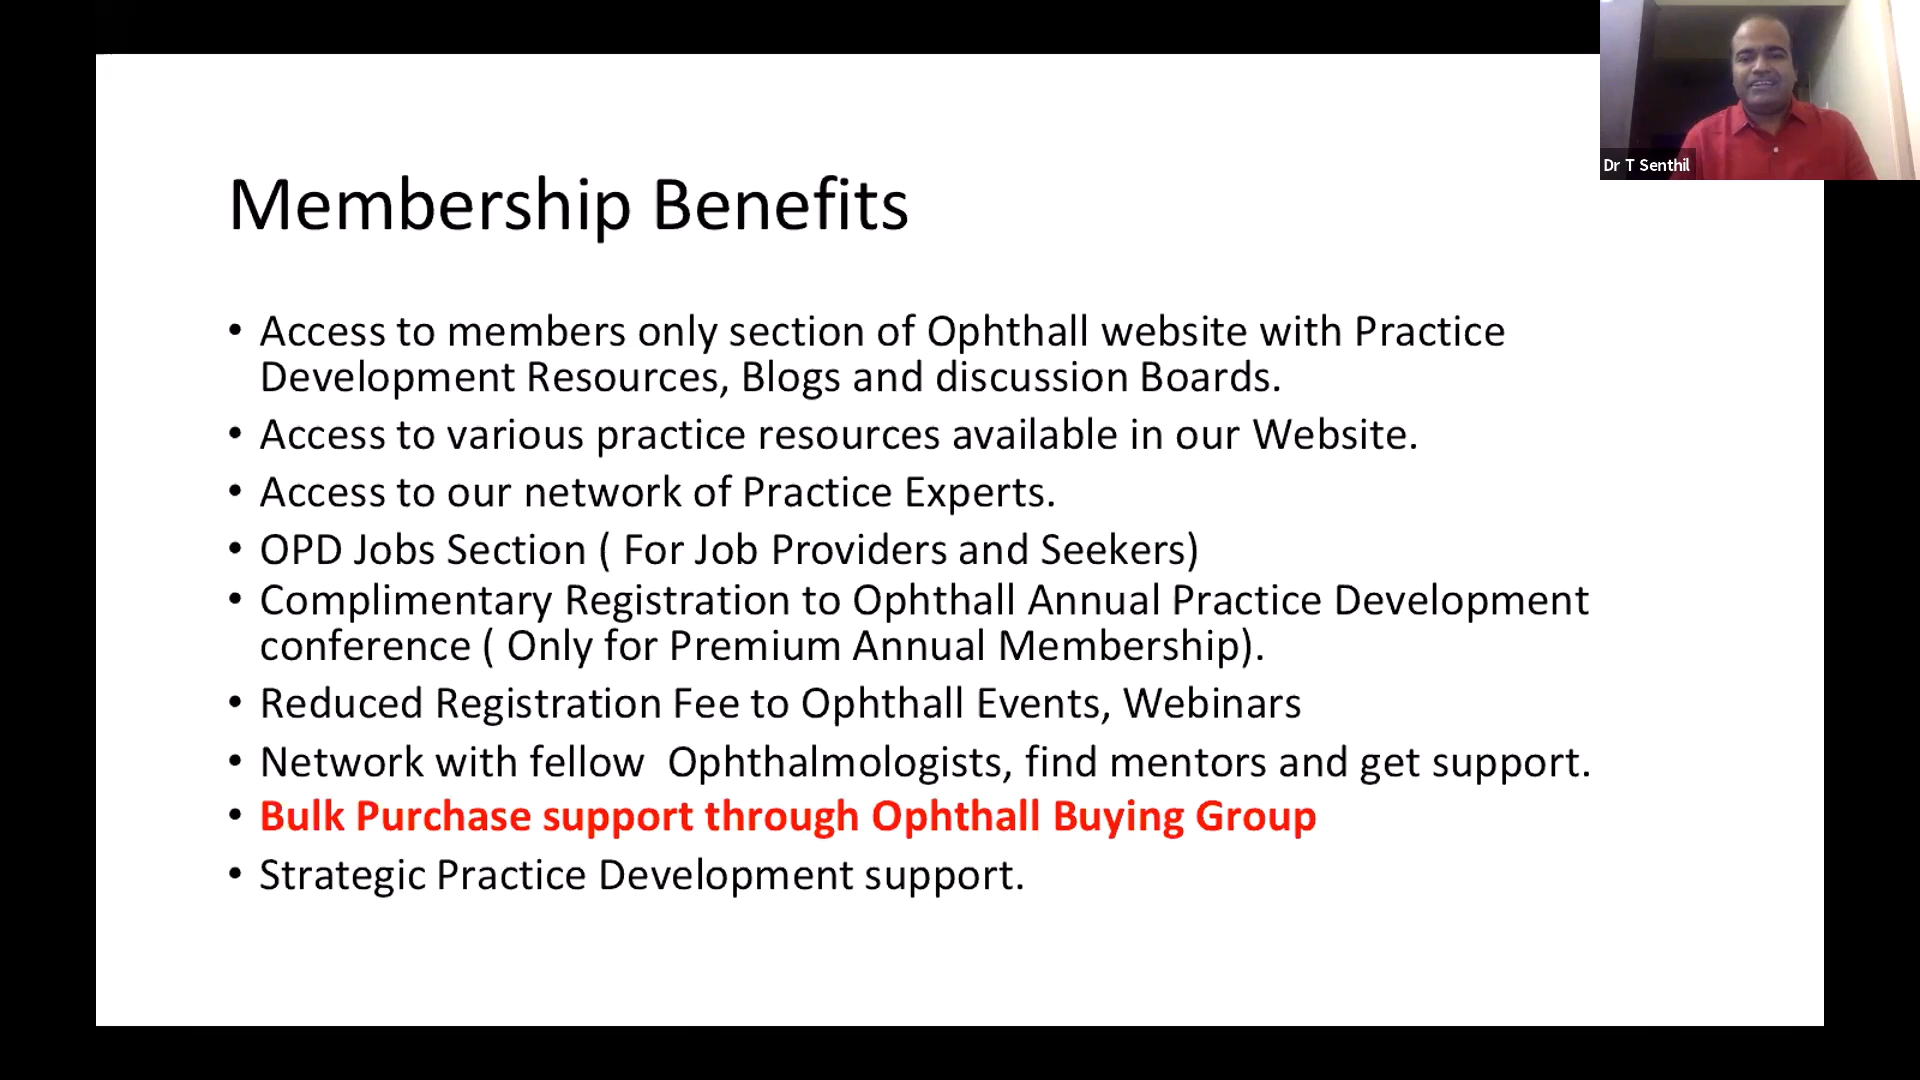 Dr T Senthil
Membership Benefits
• Access to members only section of Ophthall website with Practice
Development Resources, Blogs and discussion Boards.
• Access to various practice resources available in our Website.
• Access to our network of Practice Experts.
• OPD Jobs Section ( For Job Providers and Seekers)
• Complimentary Registration to Ophthall Annual Practice Development
conference ( Only for Premium Annual Membership).
• Reduced Registration Fee to Ophthall Events, Webinars
• Network with fellow  Ophthalmologists, find mentors and get support.
• Bulk Purchase support through Ophthall Buying Group
• Strategic Practice Development support.